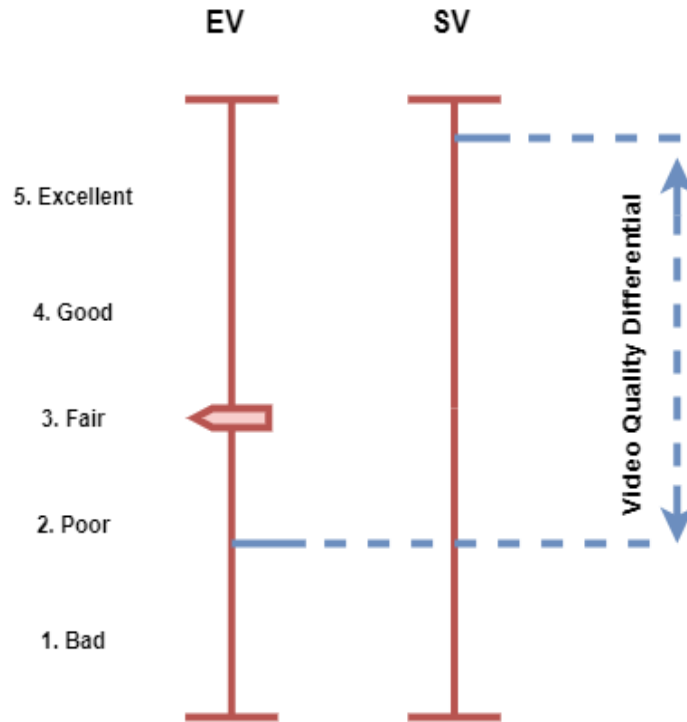 EV
SV
5. Excellent
4. Good
3. Fair
2. Poor
1. Bad
Video Quality Differential